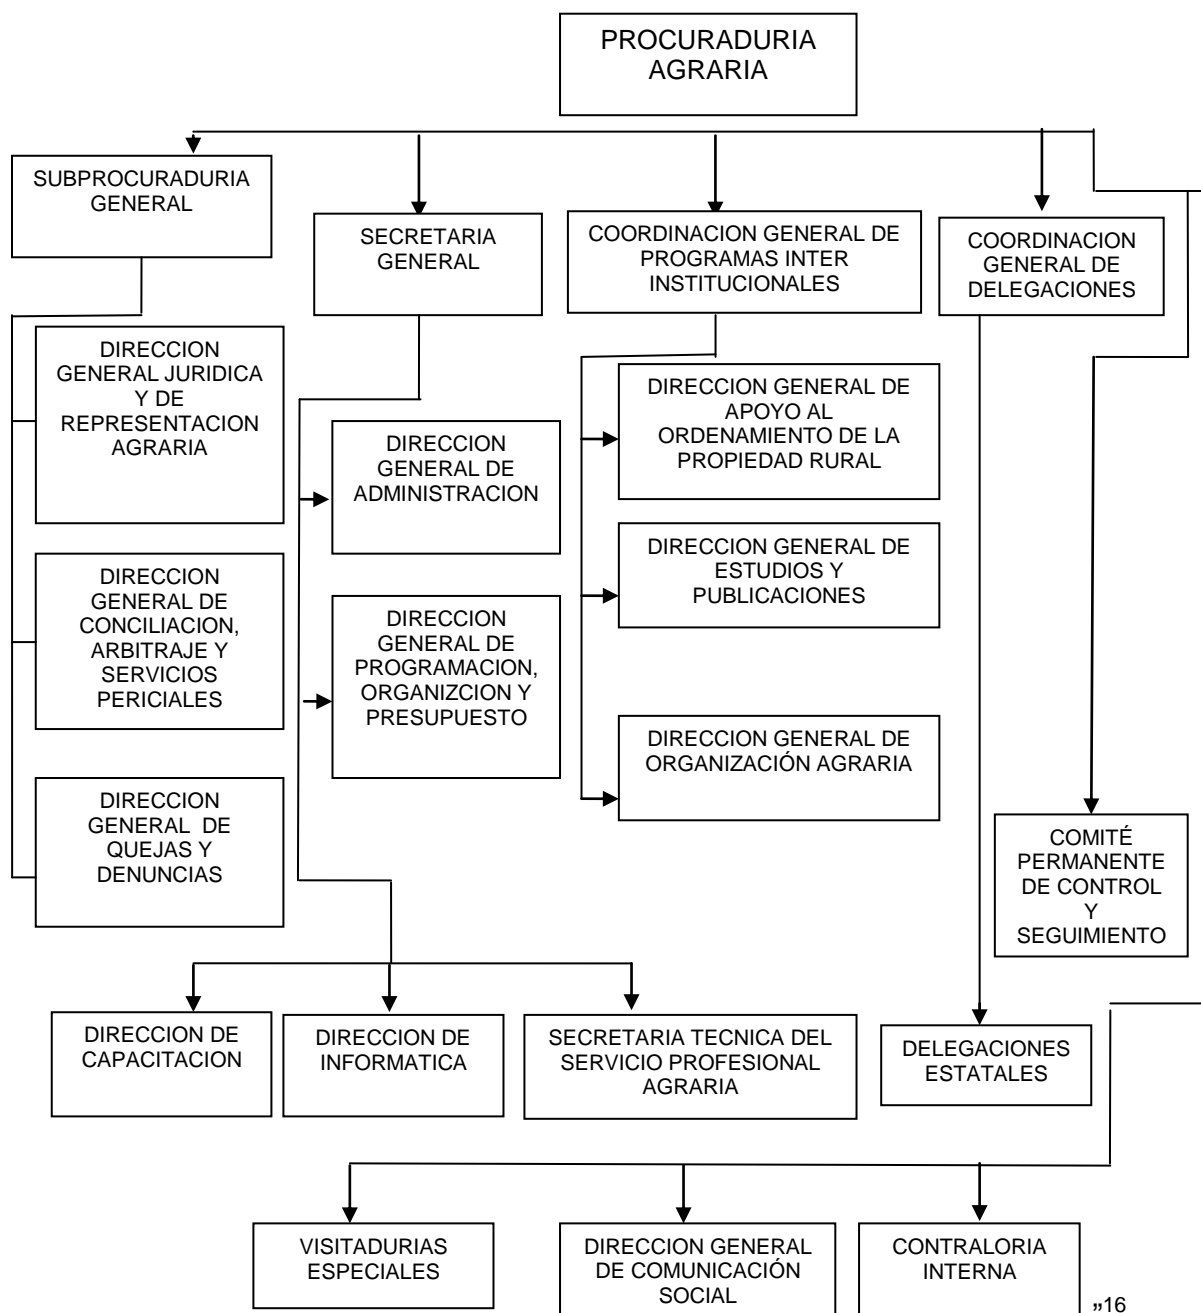 PROCURADURIA
AGRARIA
SUBPROCURADURIA
GENERAL
SECRETARIA
GENERAL
COORDINACION GENERAL DE
PROGRAMAS INTER
INSTITUCIONALES
COORDINACION
GENERAL DE
DELEGACIONES
DIRECCION
GENERAL JURIDICA
Y DE
REPRESENTACION
AGRARIA
DIRECCION
GENERAL DE
ADMINISTRACION
DIRECCION GENERAL DE
APOYO AL
ORDENAMIENTO DE LA
PROPIEDAD RURAL
DIRECCION GENERAL DE
ESTUDIOS Y
PUBLICACIONES
DIRECCION
GENERAL DE
CONCILIACION,
ARBITRAJE Y
SERVICIOS
PERICIALES
DIRECCION
GENERAL DE
PROGRAMACION,
ORGANIZCION Y
PRESUPUESTO
DIRECCION GENERAL DE
ORGANIZACIÓN AGRARIA
DIRECCION
GENERAL  DE
QUEJAS Y
DENUNCIAS
COMITÉ
PERMANENTE
DE CONTROL
Y
SEGUIMIENTO
DIRECCION DE
CAPACITACION
DIRECCION DE
INFORMATICA
SECRETARIA TECNICA DEL
SERVICIO PROFESIONAL
AGRARIA
DELEGACIONES
ESTATALES
VISITADURIAS
ESPECIALES
DIRECCION GENERAL
DE COMUNICACIÓN
SOCIAL
CONTRALORIA
INTERNA
„16